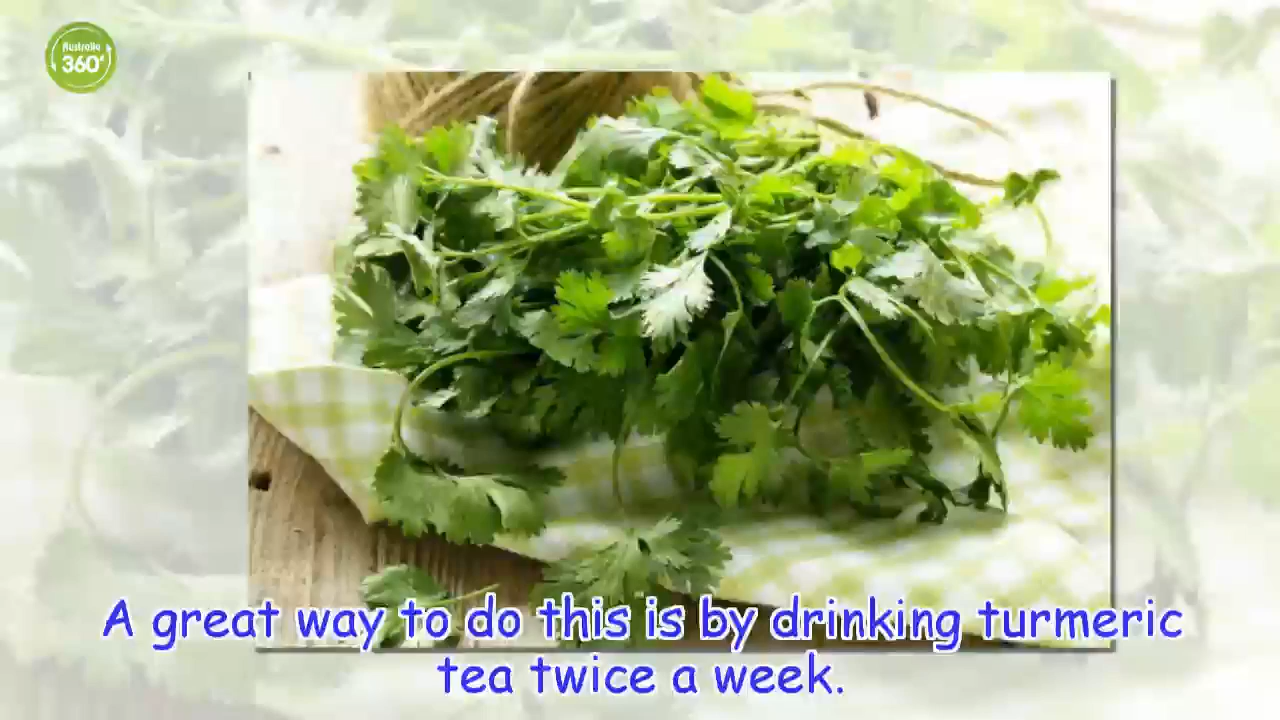 Australia
360°
A great way to do this is by drinking turmeric
tea twice a week.